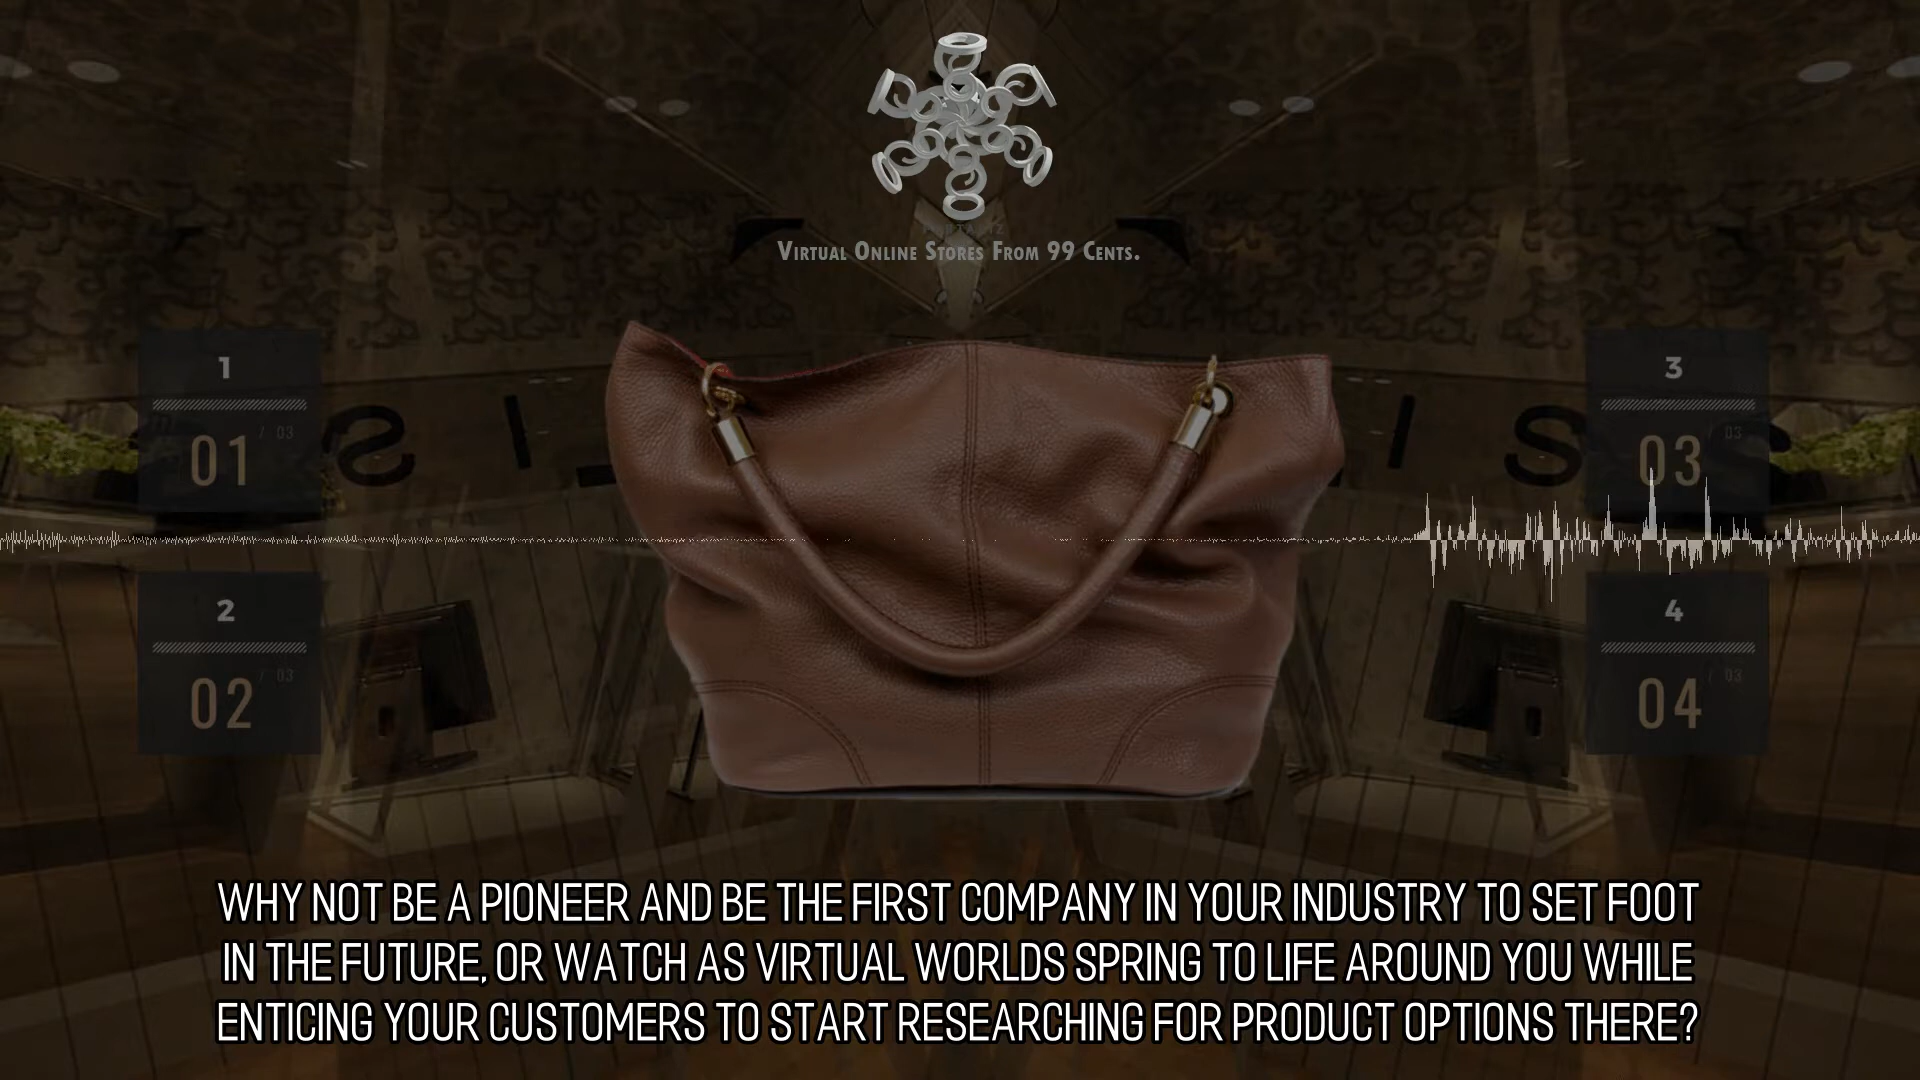 Virtual Online Stores From 99 Cents.
1
01 / 03
2
02 / 03
3
03 / 03
4
04 / 03
WHY NOT BE A PIONEER AND BE THE FIRST COMPANY IN YOUR INDUSTRY TO SET FOOT
IN THE FUTURE, OR WATCH AS VIRTUAL WORLDS SPRING TO LIFE AROUND YOU WHILE
ENTICING YOUR CUSTOMERS TO START RESEARCHING FOR PRODUCT OPTIONS THERE?